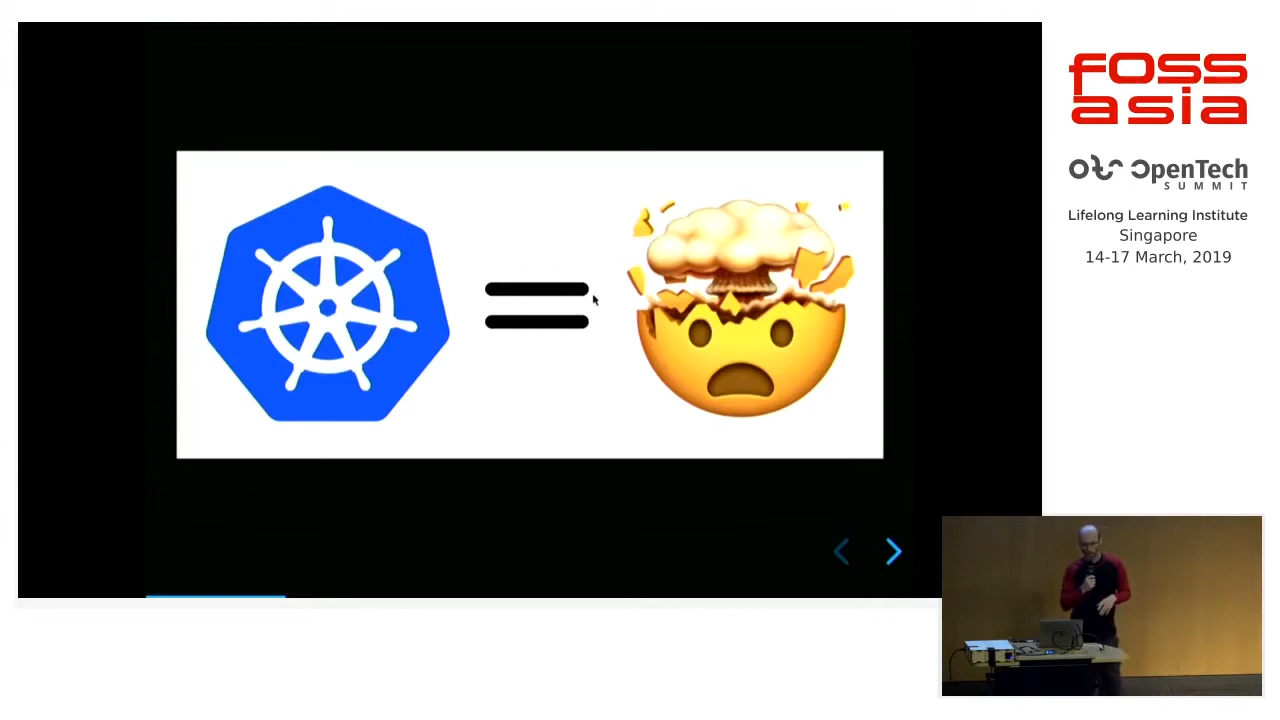 fOSS
asia
OpenTech
SUMMIT
Lifelong Learning Institute
Singapore
14-17 March, 2019